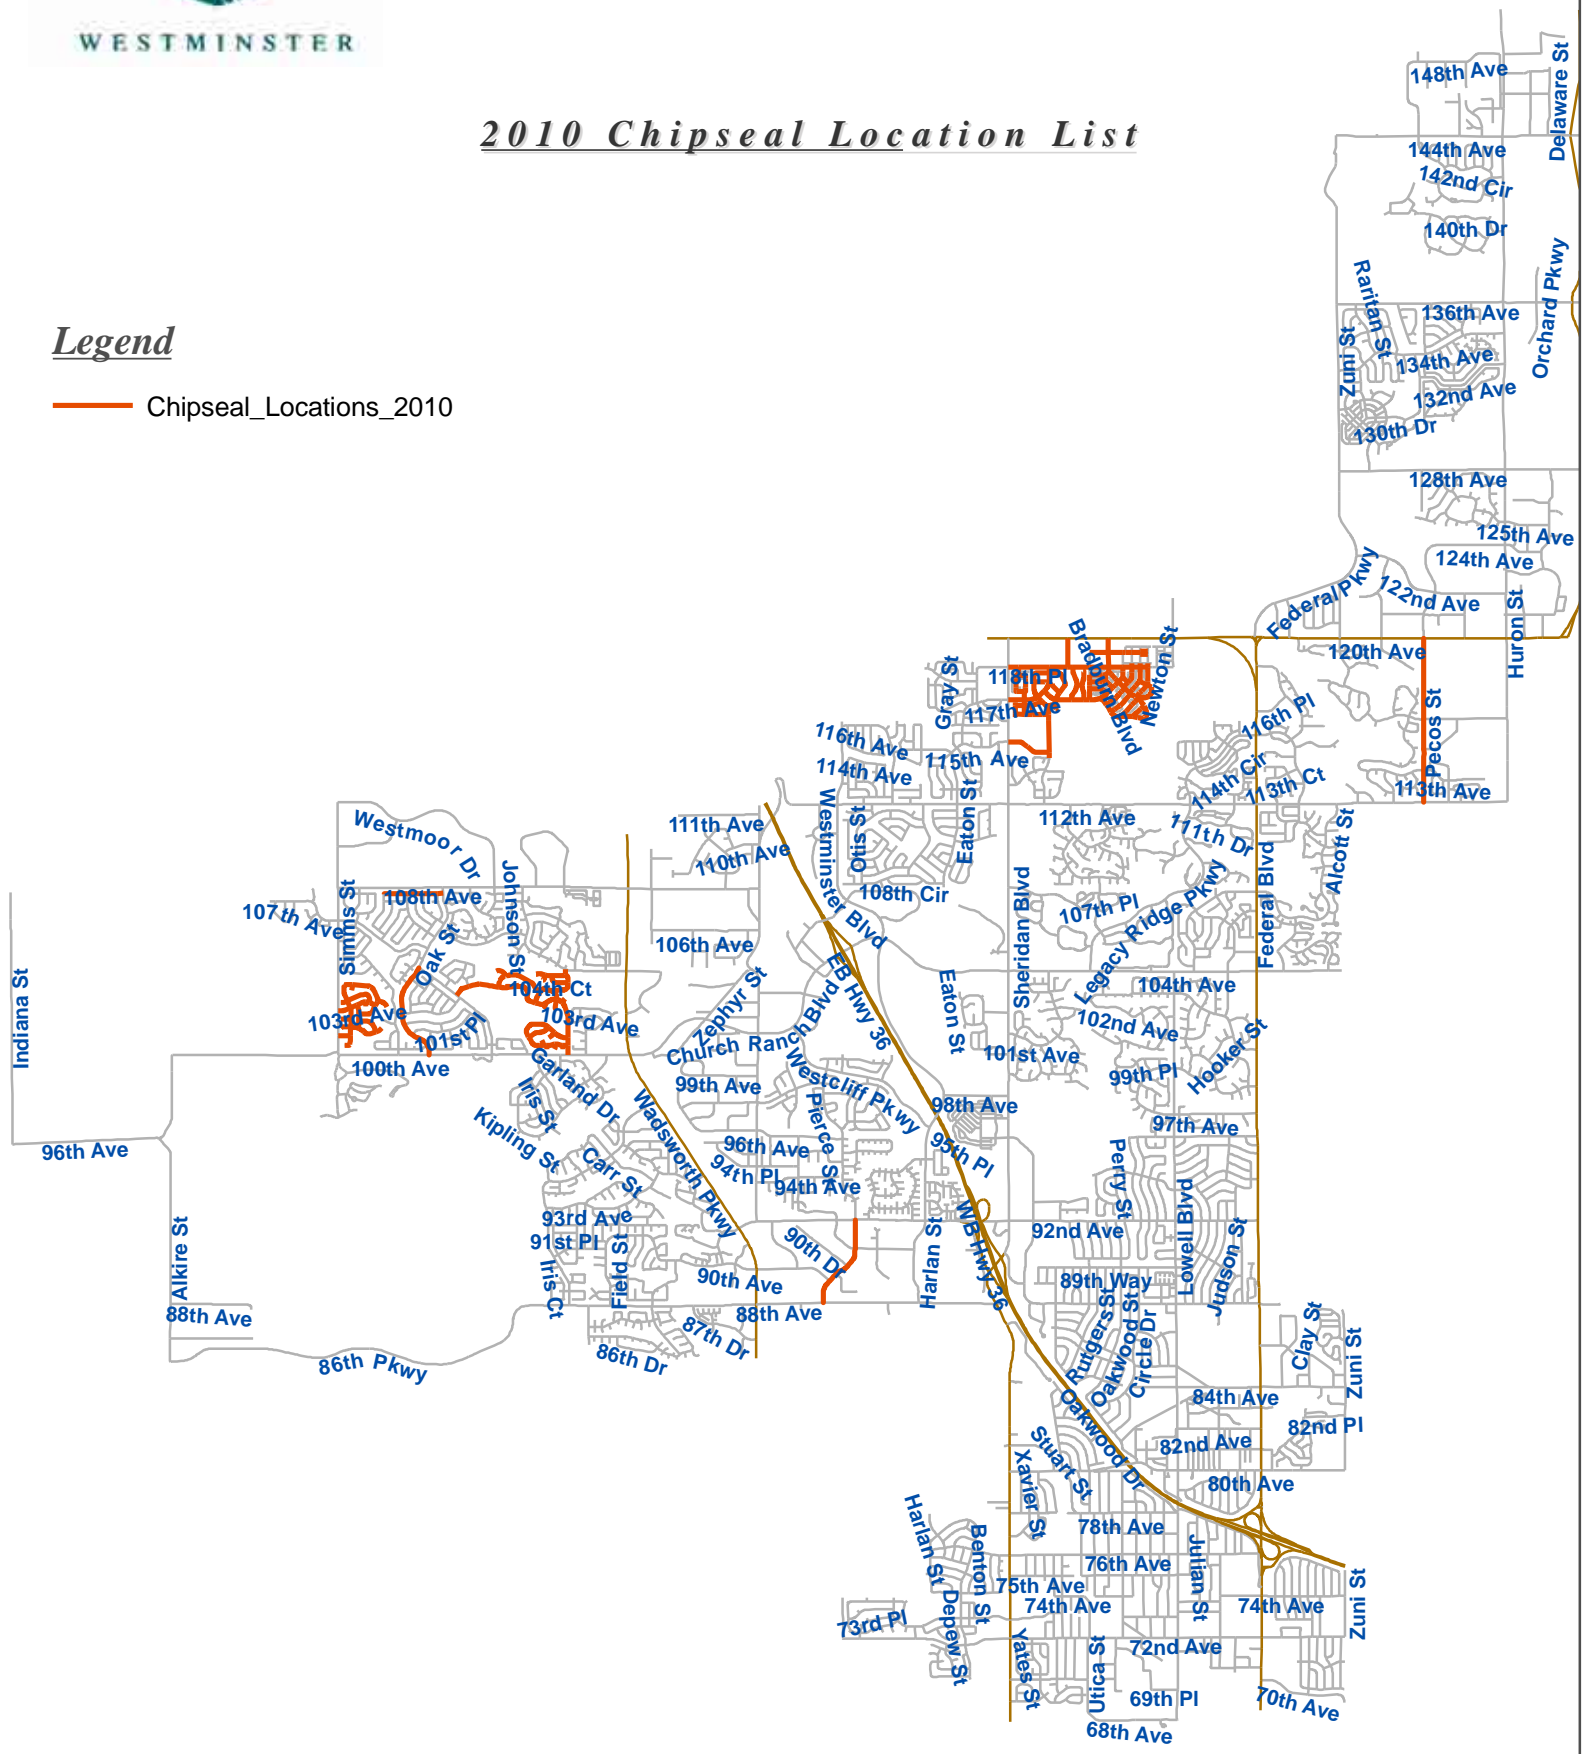 WESTMINSTER
2010 Chipseal Location List
Legend
Chipseal_Locations_2010
148th Ave
Delaware St
144th Ave
142nd Cir
140th Dr
Raritan St
Orchard Pkwy
136th Ave
Zuni St
134th Ave
132nd Ave
130th Dr
128th Ave
125th Ave
124th Ave
Federal Pkwy
122nd Ave
Huron St
Bradburn Blvd
Newton St
120th Ave
Gray St
118th Pl
117th Ave
116th Pl
Pecos St
116th Ave
115th Ave
114th Ave
114th Cir
113th Ct
113th Ave
Westmoor Dr
111th Ave
110th Ave
Westminster Blvd
Otis St
Eaton St
112th Ave
111th Dr
Federal Blvd
Alcott St
Johnson St
Simms St
108th Ave
107th Ave
108th Cir
107th Pl
Sheridan Blvd
Legacy Ridge Pkwy
Oak St
106th Ave
EB Hwy 36
Indiana St
104th Ct
103rd Ave
103rd Ave
101st Pl
Zephyr St
Church Ranch Blvd
Eaton St
104th Ave
102nd Ave
101st Ave
Hooker St
100th Ave
Garland Dr
Iris St
99th Ave
Westcliff Pkwy
Pierce St
99th Pl
98th Ave
97th Ave
Kipling St
Wadsworth Pkwy
96th Ave
96th Ave
95th Pl
Carr St
94th Pl
94th Ave
Perry St
Alkire St
93rd Ave
91st Pl
Iris Ct
Field St
90th Dr
90th Ave
Harlan St
WB Hwy 36
92nd Ave
Lowell Blvd
Judson St
89th Way
88th Ave
88th Ave
87th Dr
86th Dr
86th Pkwy
Rutgers St
Oakwood St
Circle Dr
Clay St
Zuni St
84th Ave
82nd Pl
Oakwood Dr
82nd Ave
Stuart St
Xavier St
80th Ave
78th Ave
Harlan St
Benton St
76th Ave
Julian St
75th Ave
74th Ave
74th Ave
Zuni St
73rd Pl
Depew St
72nd Ave
Yates St
Utica St
69th Pl
70th Ave
68th Ave